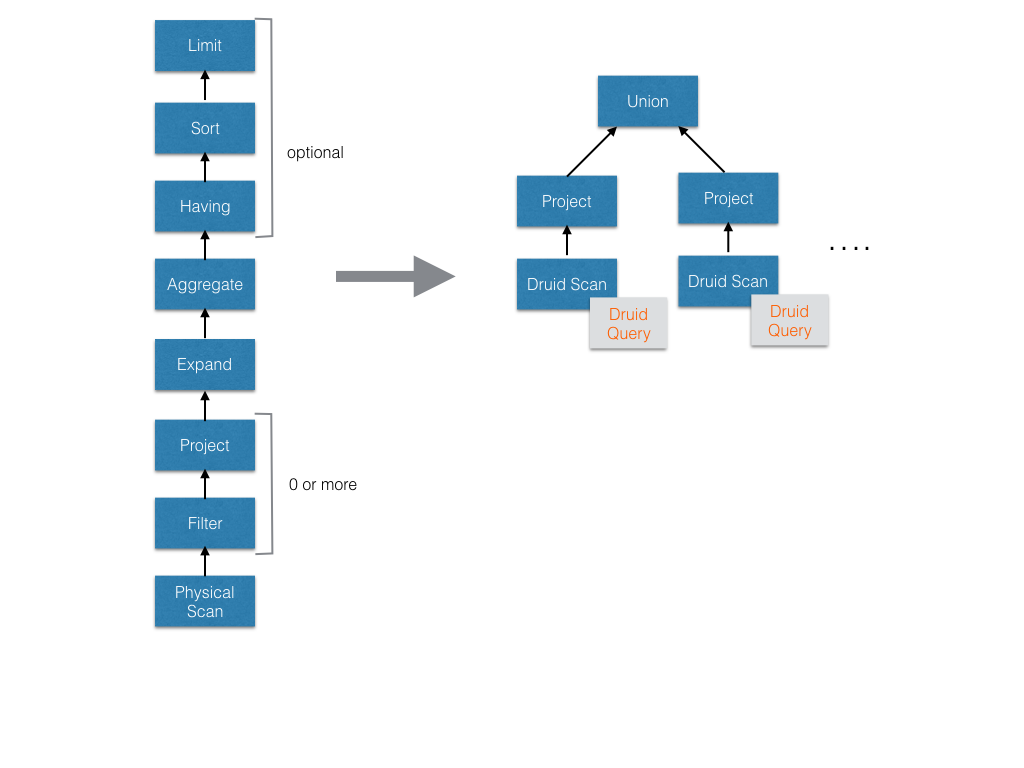 Limit
Sort
optional
Having
Aggregate
Expand
Project
0 or more
Filter
Physical
Scan
Union
Project
Project
. . . .
Druid Scan
Druid
Query
Druid Scan
Druid
Query